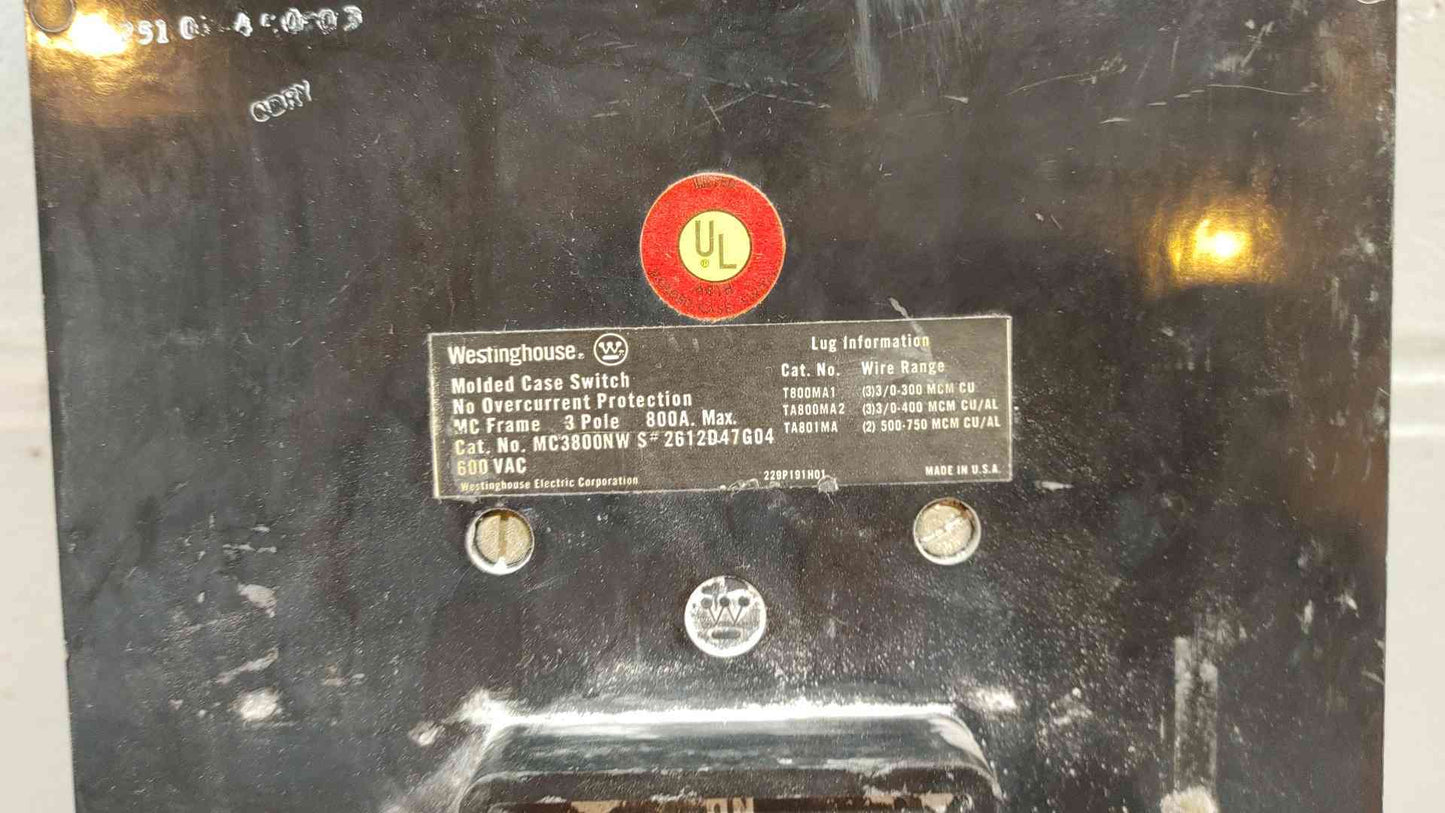 CORY
UL
Westinghouse
Molded Case Switch
No Overcurrent Protection
MC Frame 3 Pole 800A. Max.
Cat. No. MC3800NW S# 2612D47G04
600 VAC
Westinghouse Electric Corporation
229P191H01
Lug Information
Cat. No. Wire Range
T800MA1 (3)3/0-300 MCM CU
TA800MA2 (3)3/0-400 MCM CU/AL
TA801MA (2) 500-750 MCM CU/AL
MADE IN U.S.A.
W